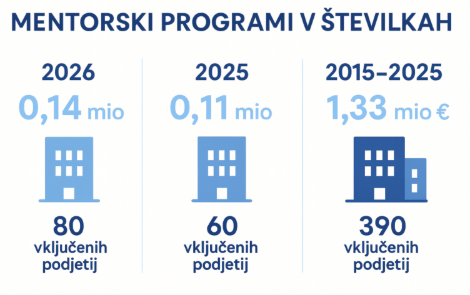 MENTORSKI PROGRAMI V ŠTEVILKAH
2026
0,14 mio
80
vključenih
podjetij
2025
0,11 mio
60
vključenih
podjetij
2015–2025
1,33 mio €
390
vključenih
podjetij